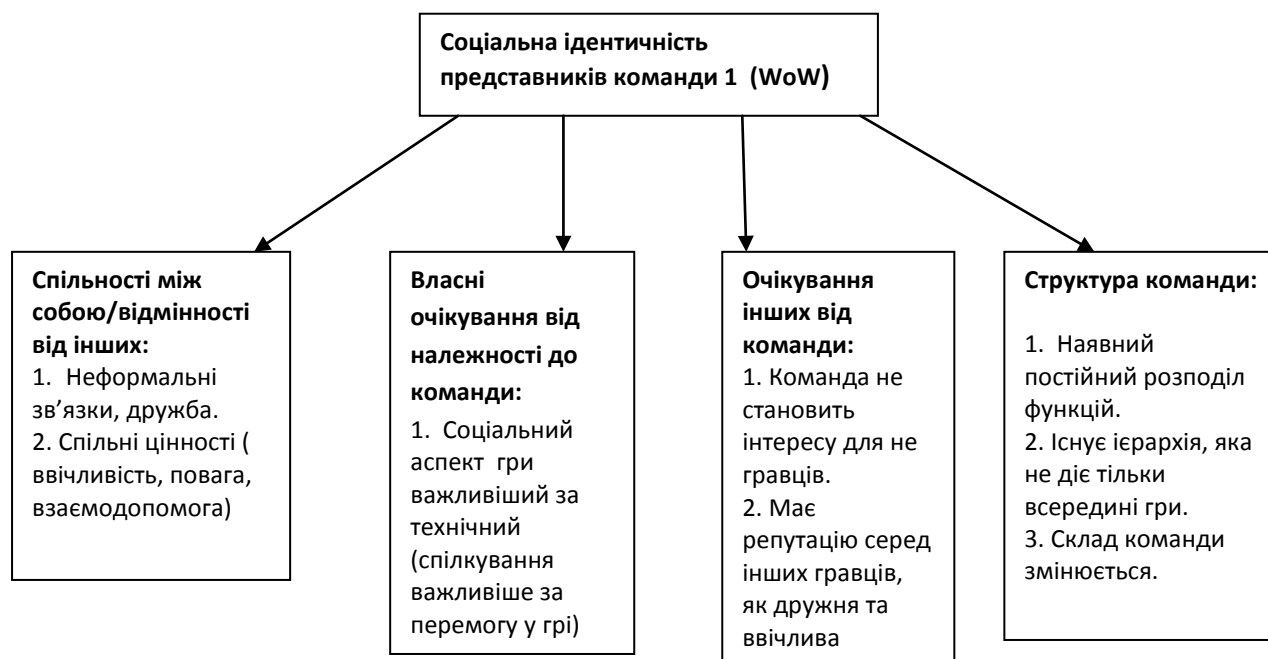 Соціальна ідентичність
представників команди 1 (WoW)
Спільності між
собою/відмінності
від інших:
1. Неформальні
зв’язки, дружба.
2. Спільні цінності (
ввічливість, повага,
взаємодопомога)
Власні
очікування від
належності до
команди:
1. Соціальний
аспект гри
важливіший за
технічний
(спілкування
важливіше за
перемогу у грі)
Очікування
інших від
команди:
1. Команда не
становить
інтересу для не
гравців.
2. Має
репутацію серед
інших гравців,
як дружня та
ввічлива
Структура команди:
1. Наявний
постійний розподіл
функцій.
2. Існує ієрархія, яка
не діє тільки
всередині гри.
3. Склад команди
змінюється.